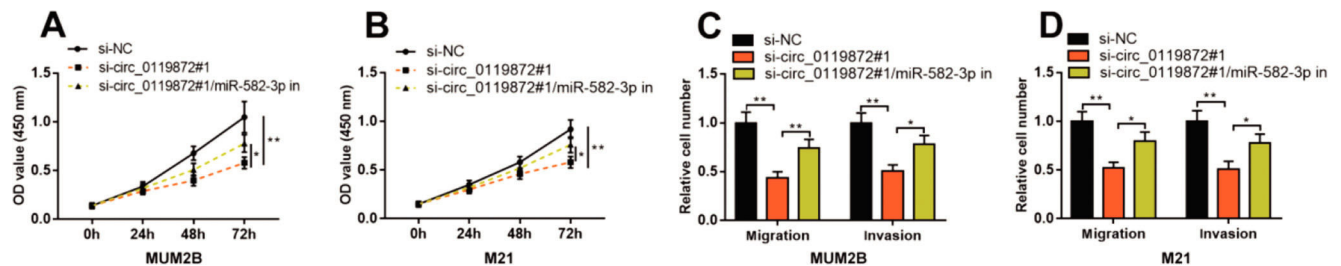 A
si-NC
si-circ_0119872#1
si-circ_0119872#1/miR-582-3p in
OD value (450 nm)
1.5
1.0
0.5
0.0
**
*
0h 24h 48h 72h
MUM2B
B
si-NC
si-circ_0119872#1
si-circ_0119872#1/miR-582-3p in
OD value (450 nm)
1.5
1.0
0.5
0.0
**
*
0h 24h 48h 72h
M21
C
si-NC
si-circ_0119872#1
si-circ_0119872#1/miR-582-3p in
Relative cell number
1.5
1.0
0.5
0.0
** **
** *
Migration Invasion
MUM2B
D
si-NC
si-circ_0119872#1
si-circ_0119872#1/miR-582-3p in
Relative cell number
1.5
1.0
0.5
0.0
** **
* *
Migration Invasion
M21